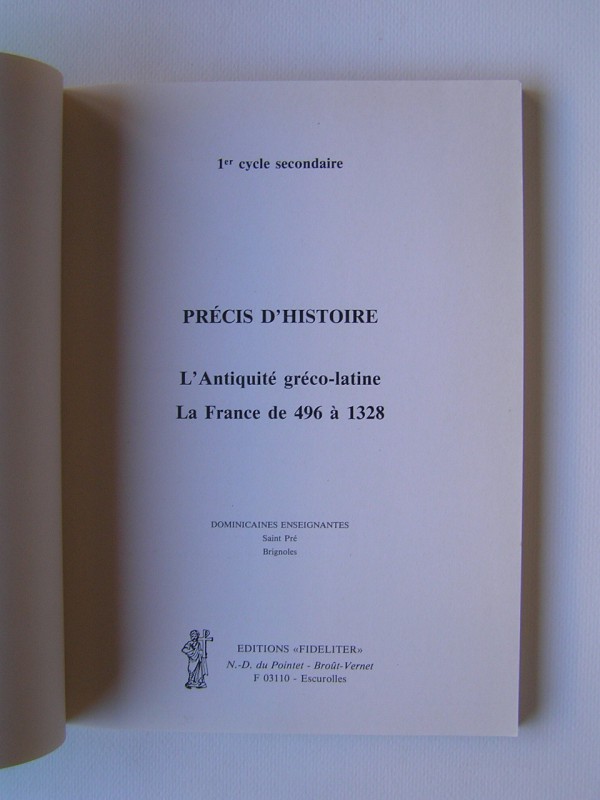 1er cycle secondaire
PRÉCIS D'HISTOIRE
L'Antiquité gréco-latine
La France de 496 à 1328
DOMINICAINES ENSEIGNANTES
Saint Pré
Brignoles
EDITIONS «FIDELITER»
N.-D. du Pointet - Broût-Vernet
F 03110 - Escurolles